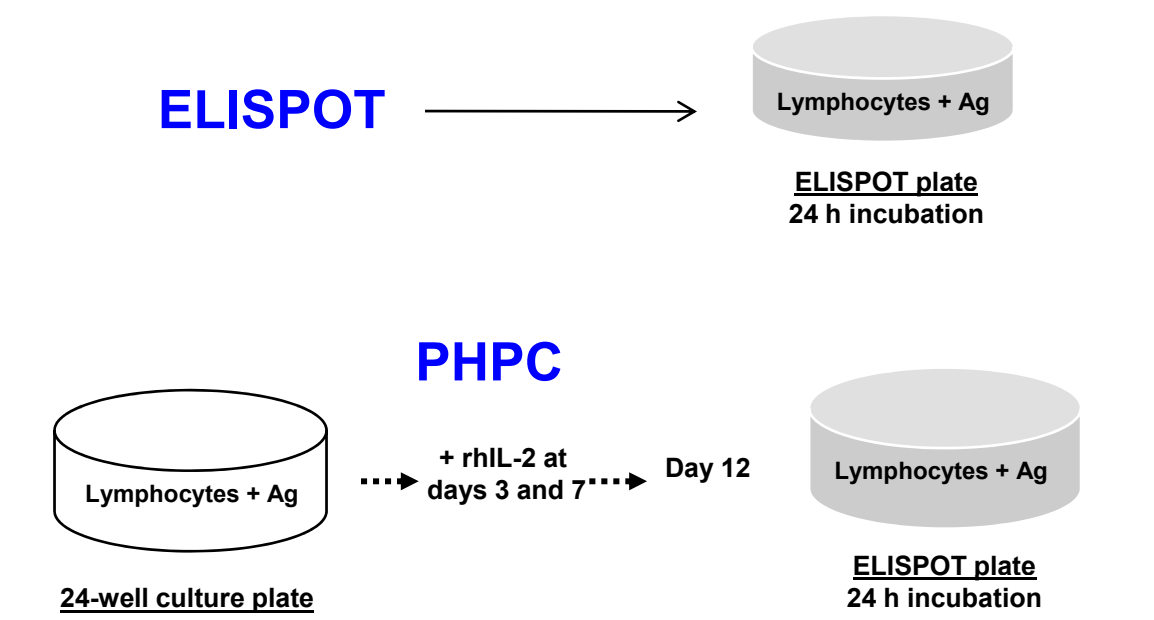 ELISPOT
Lymphocytes + Ag
ELISPOT plate
24 h incubation
PHPC
Lymphocytes + Ag
+ rhIL-2 at
days 3 and 7
Day 12
Lymphocytes + Ag
24-well culture plate
ELISPOT plate
24 h incubation